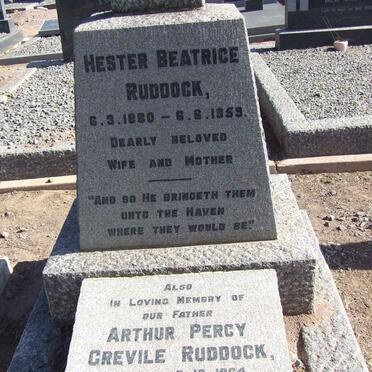 HESTER BEATRICE
RUDDOCK,
6.3.1880 – 6.6.1959.
DEARLY BELOVED
WIFE AND MOTHER
"AND SO HE BRINGETH THEM
UNTO THE HAVEN
WHERE THEY WOULD BE."
ALSO
IN LOVING MEMORY OF
OUR FATHER
ARTHUR PERCY
GREVILE RUDDOCK,